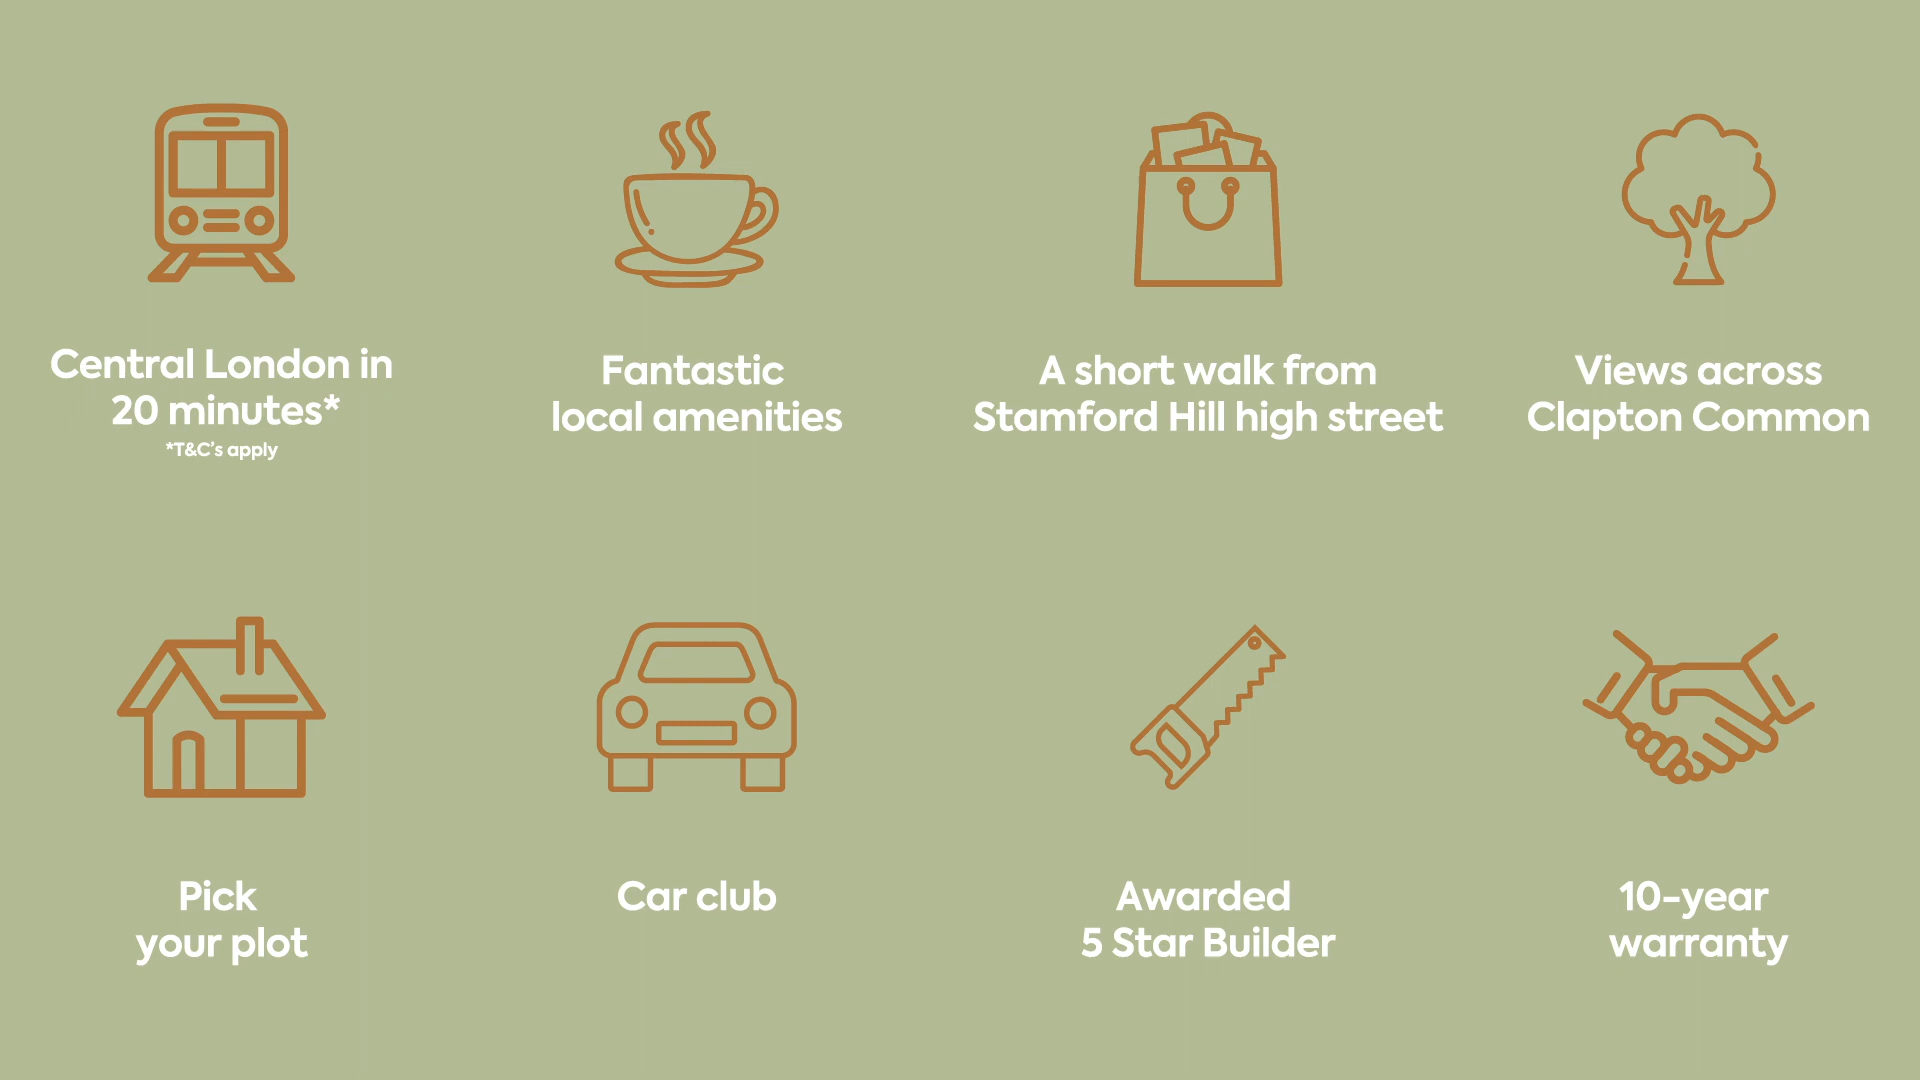 Central London in
20 minutes*
*T&C's apply
Fantastic
local amenities
A short walk from
Stamford Hill high street
Views across
Clapton Common
Pick
your plot
Car club
Awarded
5 Star Builder
10-year
warranty